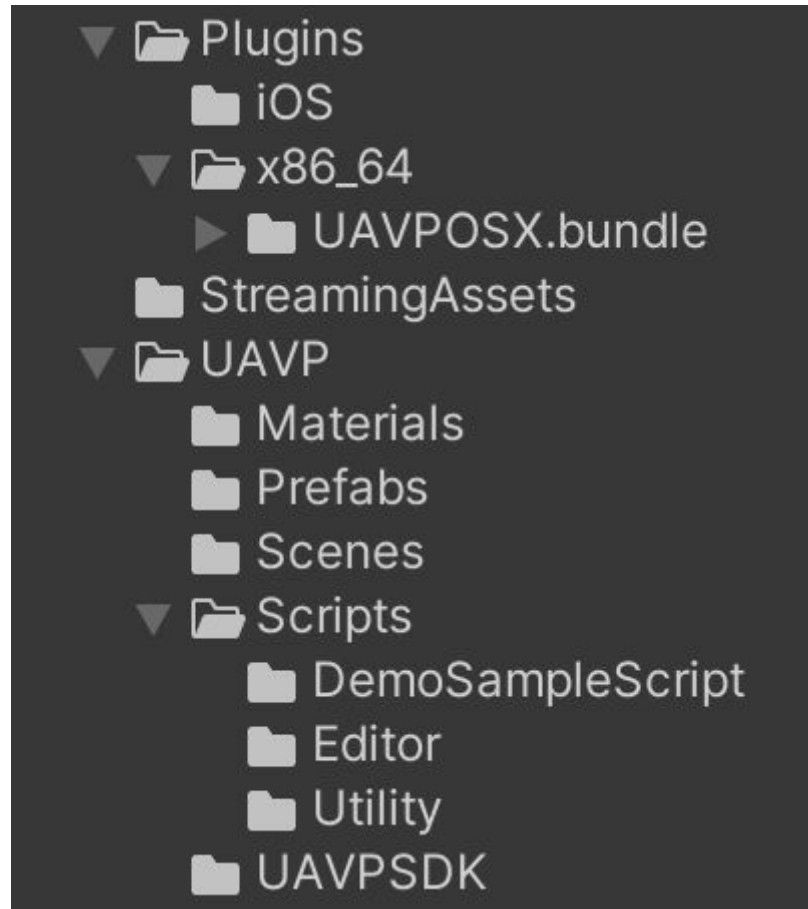 Plugins
iOS
x86_64
UAVPOSX.bundle
StreamingAssets
UAVP
Materials
Prefabs
Scenes
Scripts
DemoSampleScript
Editor
Utility
UAVPSDK